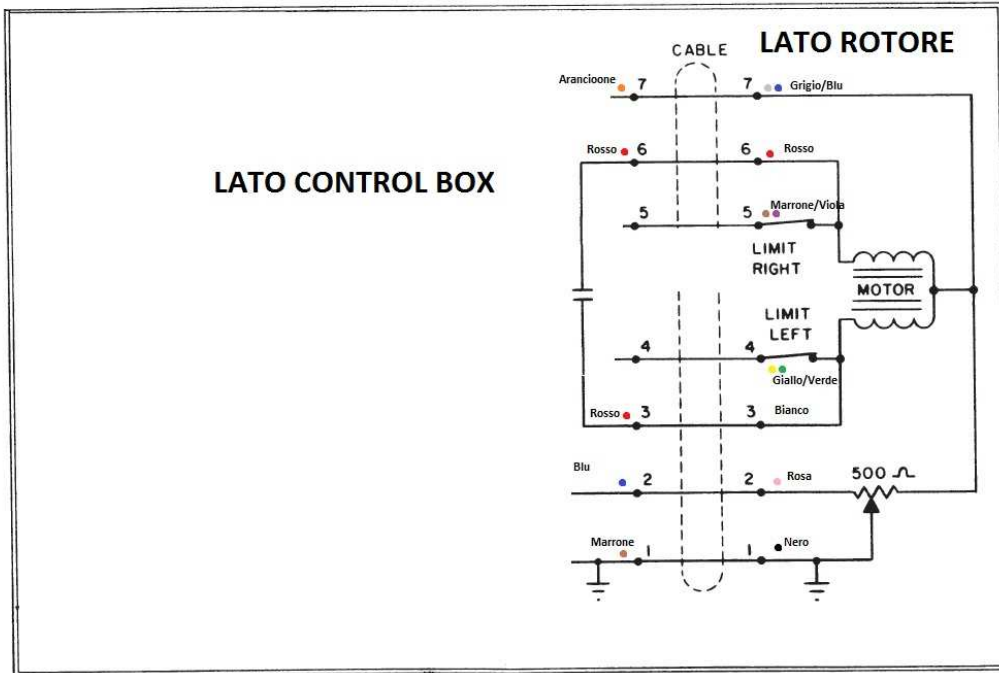 LATO ROTORE
CABLE
Arancioone 7 7 Grigio/Blu
Rosso 6 6 Rosso
LATO CONTROL BOX
5 5 Marrone/Viola
LIMIT
RIGHT
MOTOR
LIMIT
LEFT
4 4
Giallo/Verde
Rosso 3 3 Bianco
Blu
2 2 Rosa
500 Ω
Marrone 1 1 Nero